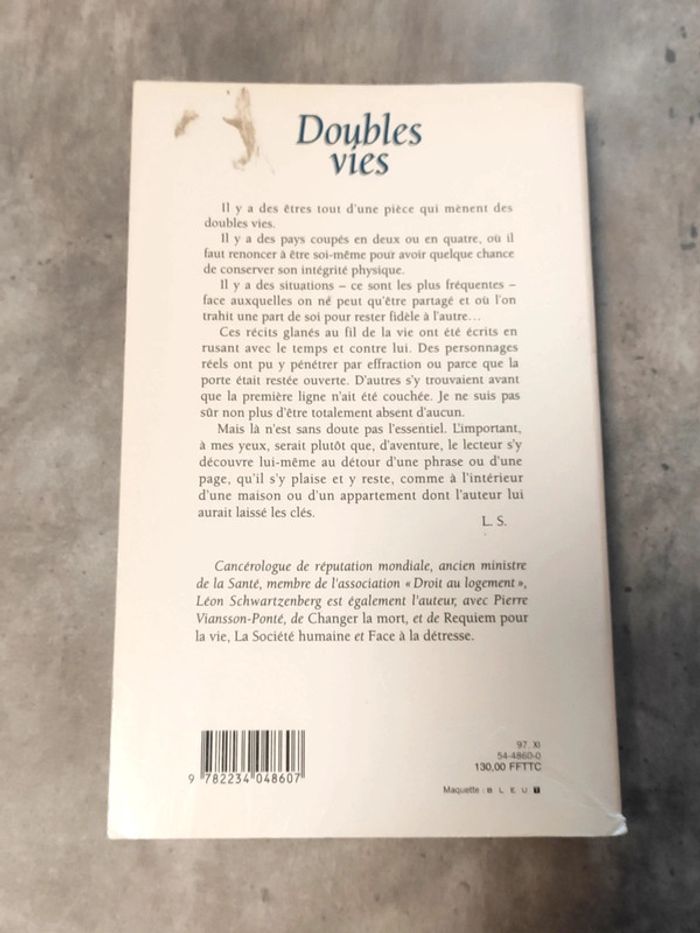 Doubles
vies
Il y a des êtres tout d'une pièce qui mènent des
doubles vies.
Il y a des pays coupés en deux ou en quatre, où il
faut renoncer à être soi-même pour avoir quelque chance
de conserver son intégrité physique.
Il y a des situations – ce sont les plus fréquentes –
face auxquelles on ne peut qu'être partagé et où l'on
trahit une part de soi pour rester fidèle à l'autre...
Ces récits glanés au fil de la vie ont été écrits en
rusant avec le temps et contre lui. Des personnages
réels ont pu y pénétrer par effraction ou parce que la
porte était restée ouverte. D'autres s'y trouvaient avant
que la première ligne n'ait été couchée. Je ne suis pas
sûr non plus d'être totalement absent d'aucun.
Mais là n'est sans doute pas l'essentiel. L'important,
à mes yeux, serait plutôt que, d'aventure, le lecteur s'y
découvre lui-même au détour d'une phrase ou d'une
page, qu'il s'y plaise et y reste, comme à l'intérieur
d'une maison ou d'un appartement dont l'auteur lui
aurait laissé les clés.
L. S.
Cancérologue de réputation mondiale, ancien ministre
de la Santé, membre de l'association « Droit au logement »,
Léon Schwartzenberg est également l'auteur, avec Pierre
Viansson-Ponté, de Changer la mort, et de Requiem pour
la vie, La Société humaine et Face à la détresse.
97. XI
54-4860-0
130,00 FFTTC
9 782234 048607
Maquette : B L E U T